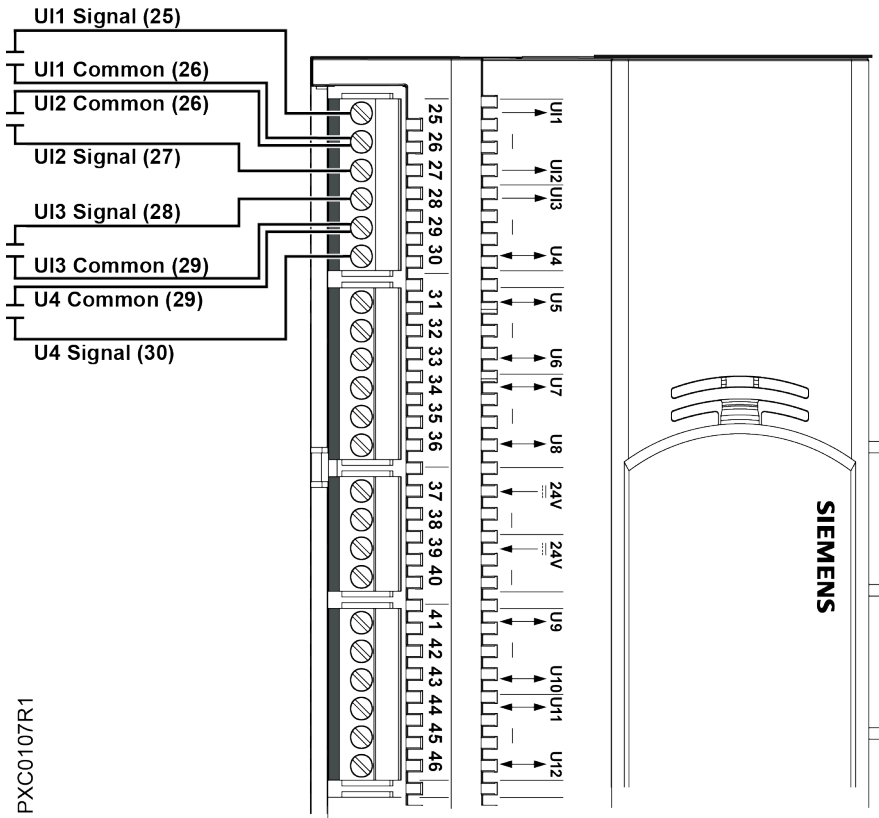 UI1 Signal (25)
UI1 Common (26)
UI2 Common (26)
UI2 Signal (27)
UI3 Signal (28)
UI3 Common (29)
U4 Common (29)
U4 Signal (30)
25
26
27
28
29
30
31
32
33
34
35
36
37
38
39
40
41
42
43
44
45
46
UI1
UI2
UI3
U4
U5
U6
U7
U8
24V
24V
U9
U10
U11
U12
SIEMENS
PXC0107R1